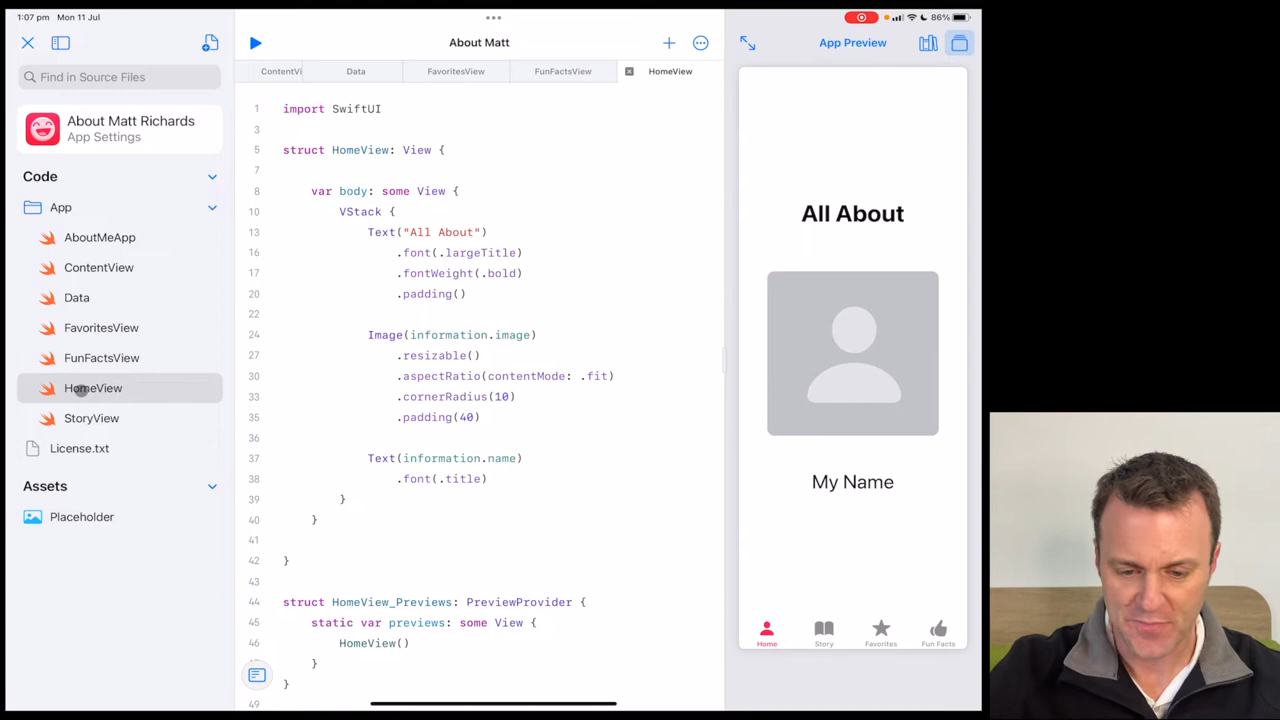 1:07 pm Mon 11 Jul
86%
About Matt
App Preview
Find in Source Files
ContentVi
Data
FavoritesView
FunFactsView
HomeView
About Matt Richards
App Settings
Code
App
AboutMeApp
ContentView
Data
FavoritesView
FunFactsView
HomeView
StoryView
License.txt
Assets
Placeholder
1 import SwiftUI
3
5 struct HomeView: View {
7
8 var body: some View {
10 VStack {
13 Text("All About")
16 .font(.largeTitle)
17 .fontWeight(.bold)
20 .padding()
22
24 Image(information.image)
27 .resizable()
30 .aspectRatio(contentMode: .fit)
33 .cornerRadius(10)
35 .padding(40)
36
37 Text(information.name)
38 .font(.title)
39 }
40 }
41
42 }
43
44 struct HomeView_Previews: PreviewProvider {
45 static var previews: some View {
46 HomeView()
}
}
49
All About
My Name
Home
Story
Favorites
Fun Facts